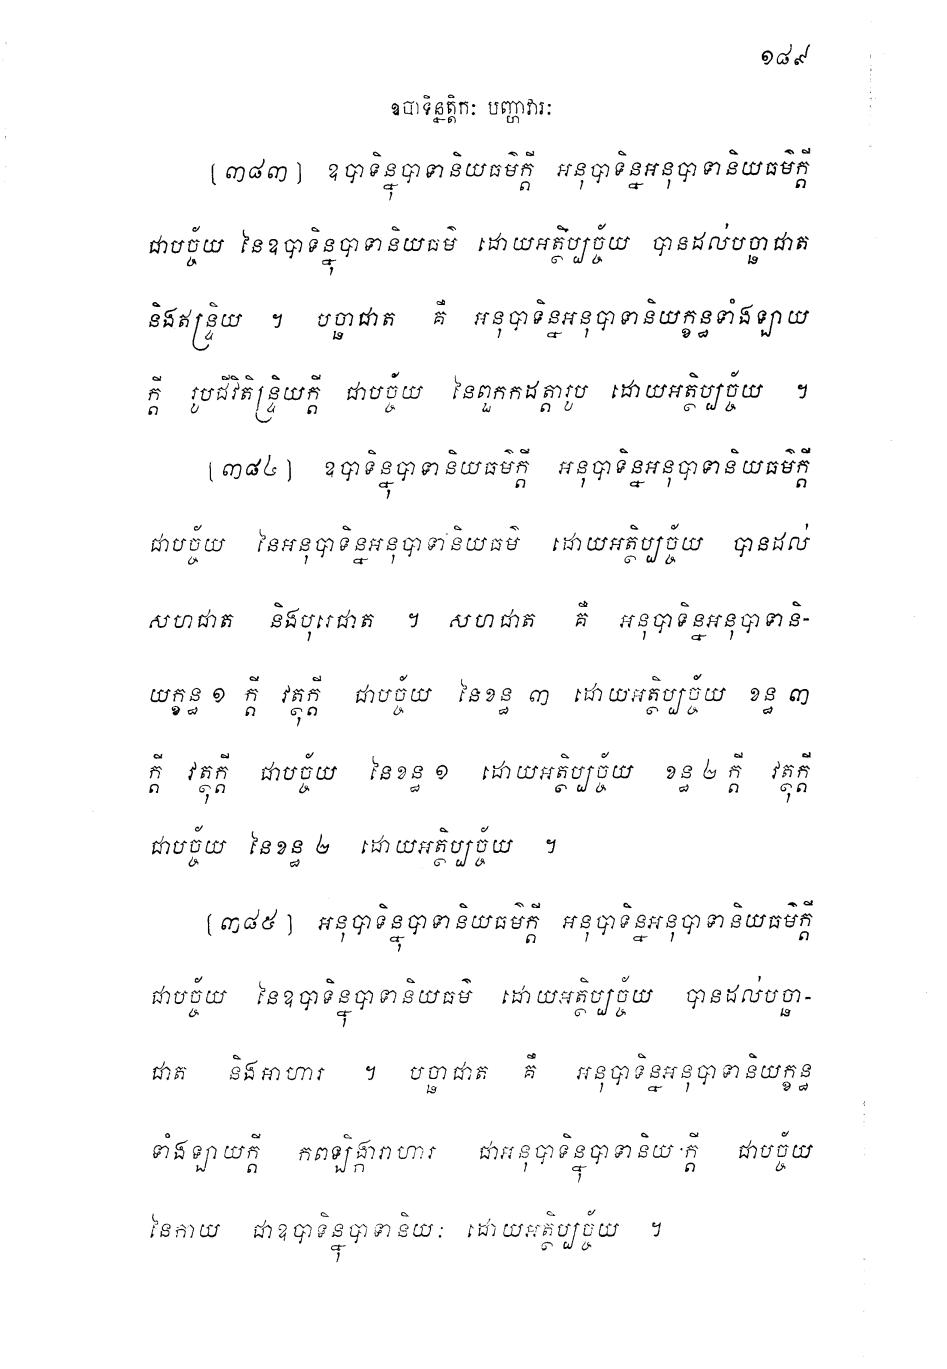 ១៨៩
ឧបាទិន្នត្តិកៈ បញ្ហាវារៈ
[៣៨៣] ឧបាទិន្នុបាទានិយធម៌ក្តី អនុបាទិន្នអនុបាទានិយធម៌ក្តី
ជាបច្ច័យ នៃឧបាទិន្នុបាទានិយធម៌ ដោយអត្ថិប្បច្ច័យ បានដល់បច្ឆាជាត
និងឥន្ទ្រិយ ។ បច្ឆាជាត គឺ អនុបាទិន្នអនុបាទានិយក្ខន្ធទាំងឡាយ
ក្តី រូបជីវិតិន្ទ្រិយក្តី ជាបច្ច័យ នៃពួកកដត្តារូប ដោយអត្ថិប្បច្ច័យ ។
[៣៨៤] ឧបាទិន្នុបាទានិយធម៌ក្តី អនុបាទិន្នអនុបាទានិយធម៌ក្តី
ជាបច្ច័យ នៃអនុបាទិន្នអនុបាទានិយធម៌ ដោយអត្ថិប្បច្ច័យ បានដល់
សហជាត និងបុរេជាត ។ សហជាត គឺ អនុបាទិន្នអនុបាទានិ-
យក្ខន្ធ ១ ក្តី វត្ថុក្តី ជាបច្ច័យ នៃខន្ធ ៣ ដោយអត្ថិប្បច្ច័យ ខន្ធ ៣
ក្តី វត្ថុក្តី ជាបច្ច័យ នៃខន្ធ ១ ដោយអត្ថិប្បច្ច័យ ខន្ធ ២ ក្តី វត្ថុក្តី
ជាបច្ច័យ នៃខន្ធ ២ ដោយអត្ថិប្បច្ច័យ ។
[៣៨៥] អនុបាទិន្នុបាទានិយធម៌ក្តី អនុបាទិន្នអនុបាទានិយធម៌ក្តី
ជាបច្ច័យ នៃឧបាទិន្នុបាទានិយធម៌ ដោយអត្ថិប្បច្ច័យ បានដល់បច្ឆា-
ជាត និងអាហារ ។ បច្ឆាជាត គឺ អនុបាទិន្នអនុបាទានិយក្ខន្ធ
ទាំងឡាយក្តី កពឡិង្ការាហារ ជាអនុបាទិន្នុបាទានិយៈក្តី ជាបច្ច័យ
នៃកាយ ជាឧបាទិន្នុបាទានិយៈ ដោយអត្ថិប្បច្ច័យ ។